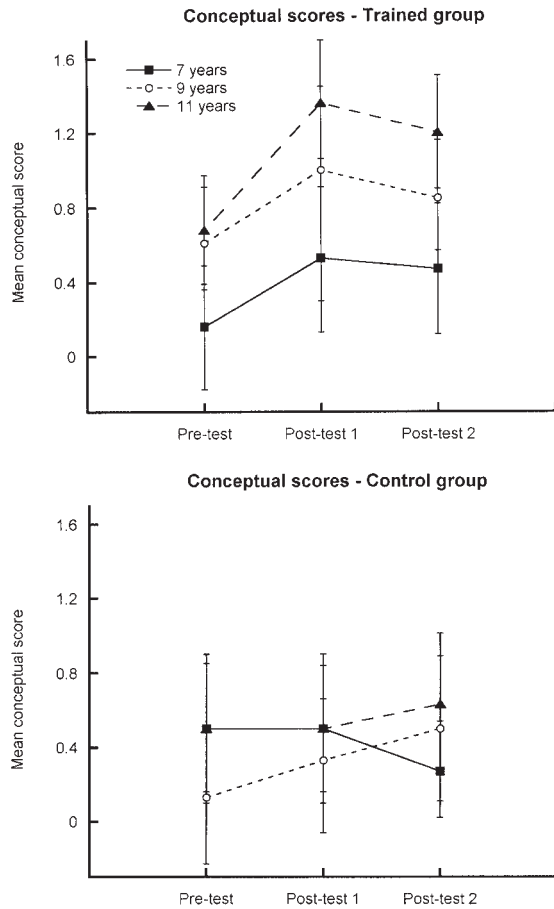 Conceptual scores - Trained group
1.6
1.2
0.8
0.4
0
Mean conceptual score
7 years
9 years
11 years
Pre-test Post-test 1 Post-test 2
Conceptual scores - Control group
1.6
1.2
0.8
0.4
0
Mean conceptual score
Pre-test Post-test 1 Post-test 2